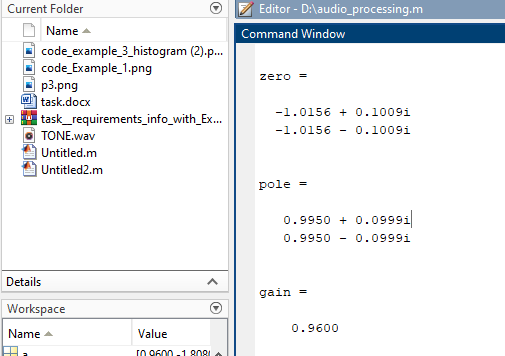 Current Folder
Name
code_example_3_histogram (2).p...
code_Example_1.png
p3.png
task.docx
task__requirements_info_with_Ex...
TONE.wav
Untitled.m
Untitled2.m
Details
Workspace
Name
Value
a
[0.9600 -1.808
Editor - D:\audio_processing.m
Command Window
zero =
-1.0156 + 0.1009i
-1.0156 - 0.1009i
pole =
0.9950 + 0.0999i
0.9950 - 0.0999i
gain =
0.9600